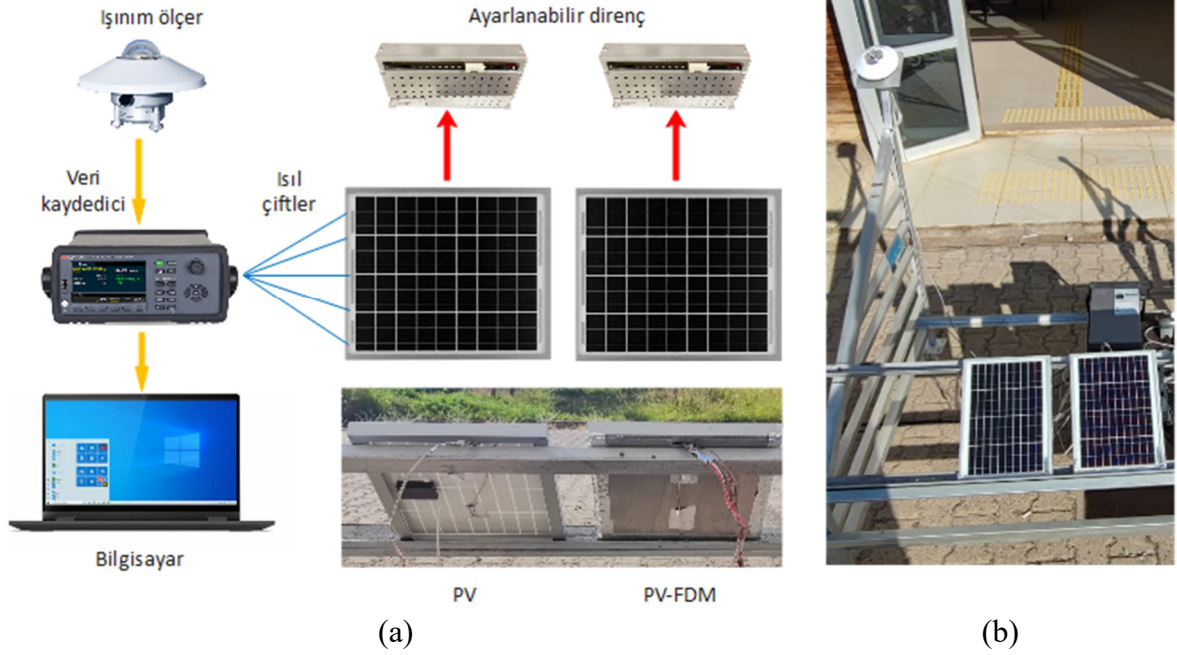 Işınım ölçer
Ayarlanabilir direnç
Veri
kaydedici
Isıl
çiftler
Bilgisayar
PV
PV-FDM
(a)
(b)